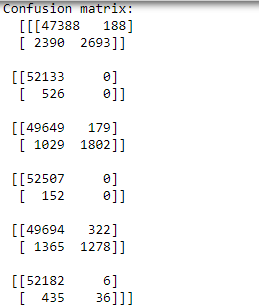 Confusion matrix:
[[[47388 188]
[ 2390 2693]]
[[52133 0]
[ 526 0]]
[[49649 179]
[ 1029 1802]]
[[52507 0]
[ 152 0]]
[[49694 322]
[ 1365 1278]]
[[52182 6]
[ 435 36]]]